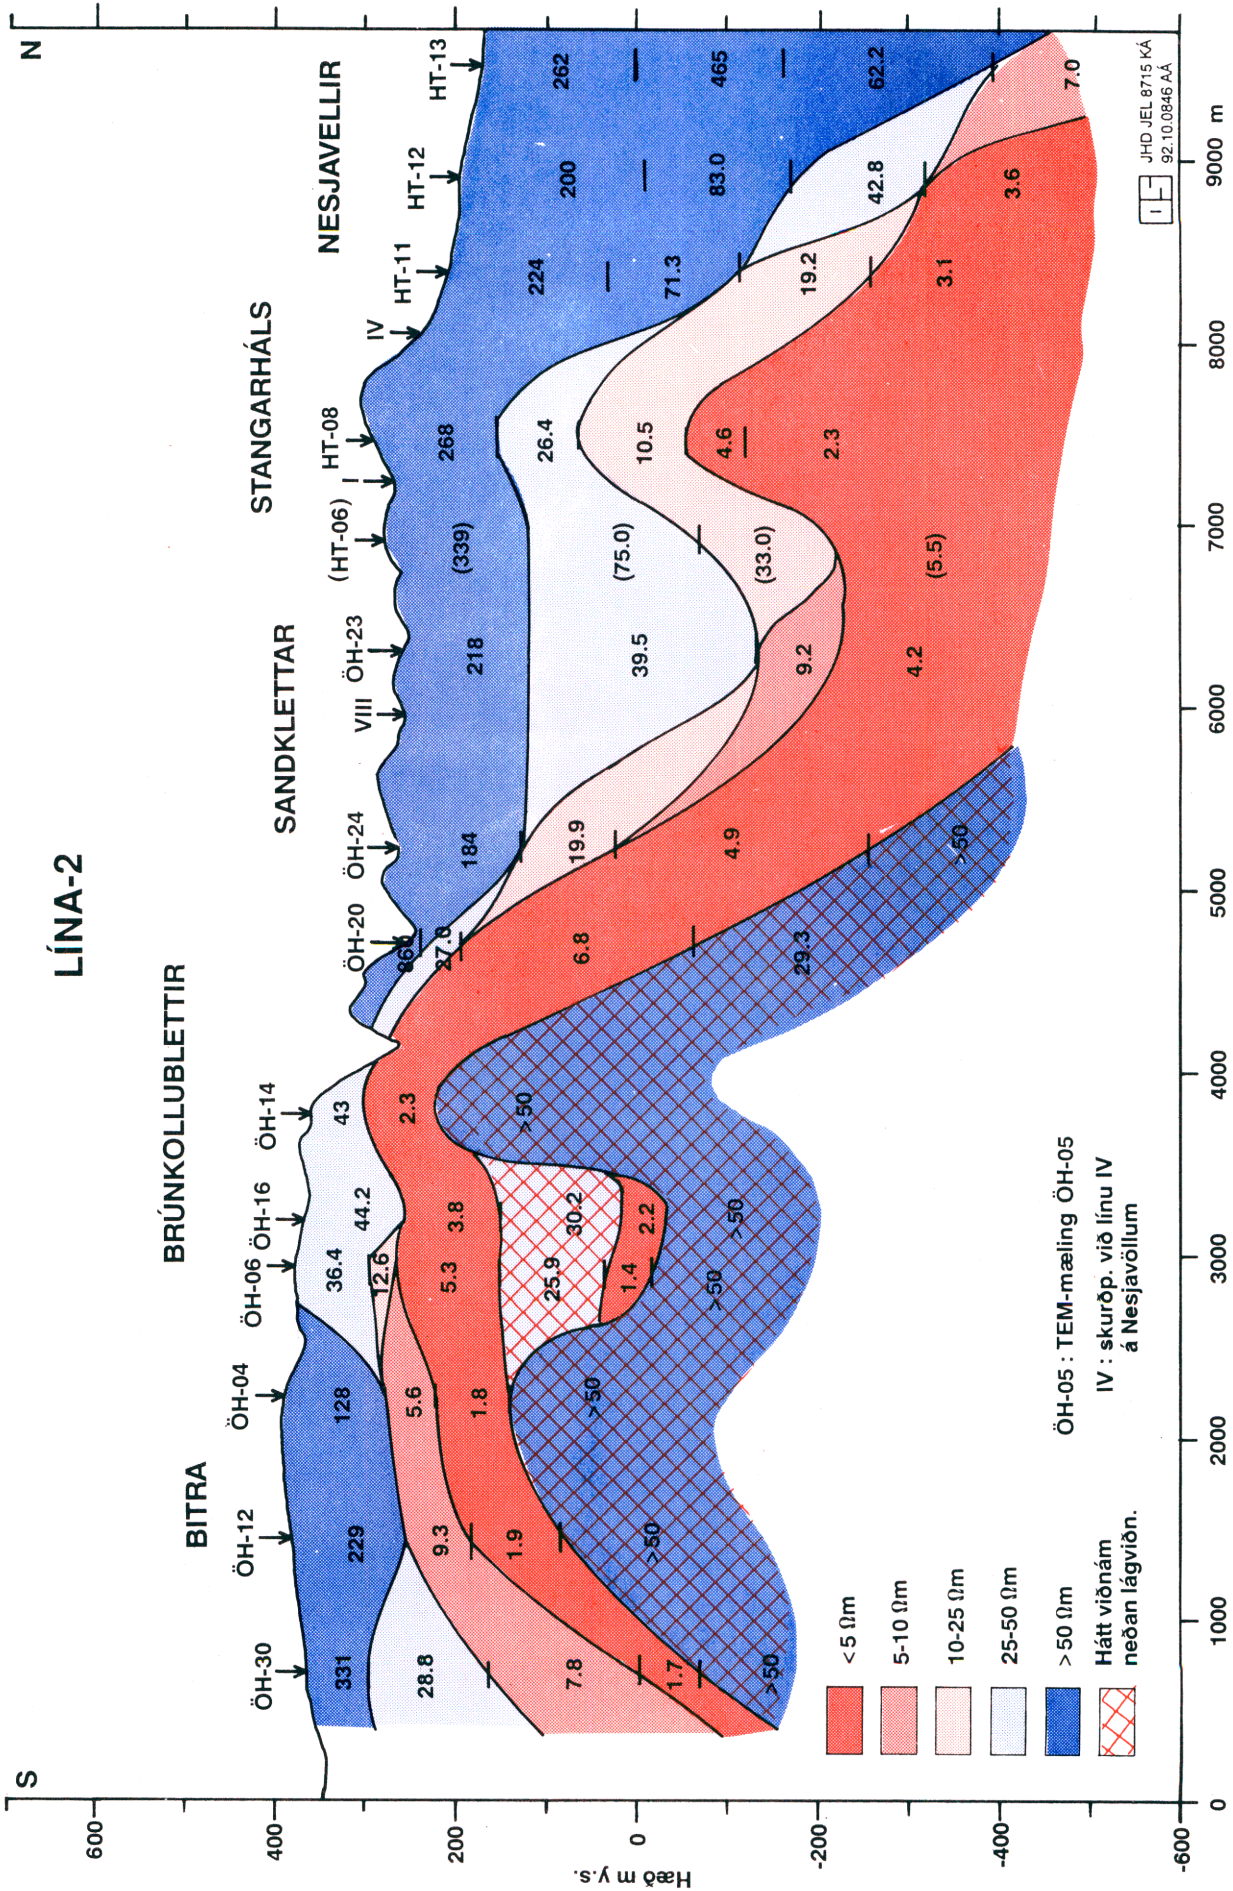 LÍNA-2
S
N
BITRA
BRÚNKOLLUBLETTIR
SANDKLETTAR
STANGARHÁLS
NESJAVELLIR
ÖH-30
ÖH-12
ÖH-04
ÖH-06
ÖH-16
ÖH-14
ÖH-20
ÖH-24
VIII
ÖH-23
(HT-06)
I
HT-08
IV
HT-11
HT-12
HT-13
600
400
200
0
-200
-400
-600
Hæð m y.s.
331
28.8
7.8
1.7
>50
229
9.3
1.9
>50
128
5.6
1.8
>50
36.4
12.6
5.3
25.9
1.4
>50
44.2
3.8
30.2
2.2
>50
43
2.3
>50
860
27.0
6.8
29.3
184
19.9
4.9
>50
218
39.5
9.2
4.2
(339)
(75.0)
(33.0)
(5.5)
268
26.4
10.5
4.6
2.3
224
71.3
19.2
3.1
200
83.0
42.8
3.6
262
465
62.2
7.0
<5 Ωm
5-10 Ωm
10-25 Ωm
25-50 Ωm
>50 Ωm
Hátt viðnám
neðan lágviðn.
ÖH-05 : TEM-mæling ÖH-05
IV : skurðp. við línu IV
á Nesjavöllum
JHD JEL 8715 KÁ
92.10.0846 AÁ
0
1000
2000
3000
4000
5000
6000
7000
8000
9000 m